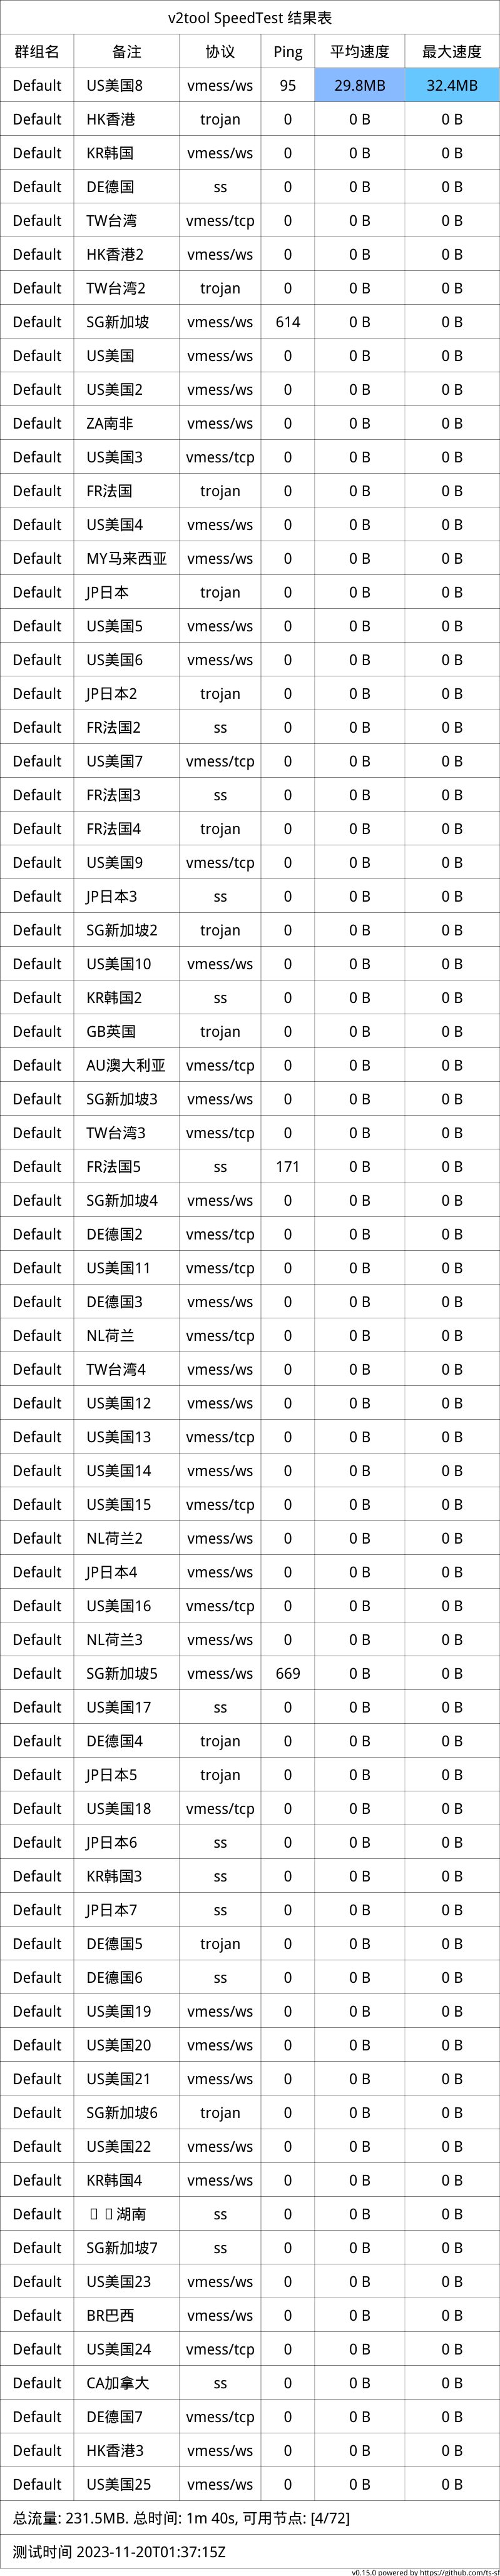 v2tool SpeedTest 结果表
群组名 备注 协议 Ping 平均速度 最大速度
Default US美国8 vmess/ws 95 29.8MB 32.4MB
Default HK香港 trojan 0 0 B 0 B
Default KR韩国 vmess/ws 0 0 B 0 B
Default DE德国 ss 0 0 B 0 B
Default TW台湾 vmess/tcp 0 0 B 0 B
Default HK香港2 vmess/ws 0 0 B 0 B
Default TW台湾2 trojan 0 0 B 0 B
Default SG新加坡 vmess/ws 614 0 B 0 B
Default US美国 vmess/ws 0 0 B 0 B
Default US美国2 vmess/ws 0 0 B 0 B
Default ZA南非 vmess/ws 0 0 B 0 B
Default US美国3 vmess/tcp 0 0 B 0 B
Default FR法国 trojan 0 0 B 0 B
Default US美国4 vmess/ws 0 0 B 0 B
Default MY马来西亚 vmess/ws 0 0 B 0 B
Default JP日本 trojan 0 0 B 0 B
Default US美国5 vmess/ws 0 0 B 0 B
Default US美国6 vmess/ws 0 0 B 0 B
Default JP日本2 trojan 0 0 B 0 B
Default FR法国2 ss 0 0 B 0 B
Default US美国7 vmess/tcp 0 0 B 0 B
Default FR法国3 ss 0 0 B 0 B
Default FR法国4 trojan 0 0 B 0 B
Default US美国9 vmess/tcp 0 0 B 0 B
Default JP日本3 ss 0 0 B 0 B
Default SG新加坡2 trojan 0 0 B 0 B
Default US美国10 vmess/ws 0 0 B 0 B
Default KR韩国2 ss 0 0 B 0 B
Default GB英国 trojan 0 0 B 0 B
Default AU澳大利亚 vmess/tcp 0 0 B 0 B
Default SG新加坡3 vmess/ws 0 0 B 0 B
Default TW台湾3 vmess/tcp 0 0 B 0 B
Default FR法国5 ss 171 0 B 0 B
Default SG新加坡4 vmess/ws 0 0 B 0 B
Default DE德国2 vmess/tcp 0 0 B 0 B
Default US美国11 vmess/tcp 0 0 B 0 B
Default DE德国3 vmess/ws 0 0 B 0 B
Default NL荷兰 vmess/tcp 0 0 B 0 B
Default TW台湾4 vmess/ws 0 0 B 0 B
Default US美国12 vmess/ws 0 0 B 0 B
Default US美国13 vmess/tcp 0 0 B 0 B
Default US美国14 vmess/ws 0 0 B 0 B
Default US美国15 vmess/tcp 0 0 B 0 B
Default NL荷兰2 vmess/ws 0 0 B 0 B
Default JP日本4 vmess/ws 0 0 B 0 B
Default US美国16 vmess/tcp 0 0 B 0 B
Default NL荷兰3 vmess/ws 0 0 B 0 B
Default SG新加坡5 vmess/ws 669 0 B 0 B
Default US美国17 ss 0 0 B 0 B
Default DE德国4 trojan 0 0 B 0 B
Default JP日本5 trojan 0 0 B 0 B
Default US美国18 vmess/tcp 0 0 B 0 B
Default JP日本6 ss 0 0 B 0 B
Default KR韩国3 ss 0 0 B 0 B
Default JP日本7 ss 0 0 B 0 B
Default DE德国5 trojan 0 0 B 0 B
Default DE德国6 ss 0 0 B 0 B
Default US美国19 vmess/ws 0 0 B 0 B
Default US美国20 vmess/ws 0 0 B 0 B
Default US美国21 vmess/ws 0 0 B 0 B
Default SG新加坡6 trojan 0 0 B 0 B
Default US美国22 vmess/ws 0 0 B 0 B
Default KR韩国4 vmess/ws 0 0 B 0 B
Default 湖南 ss 0 0 B 0 B
Default SG新加坡7 ss 0 0 B 0 B
Default US美国23 vmess/ws 0 0 B 0 B
Default BR巴西 vmess/ws 0 0 B 0 B
Default US美国24 vmess/tcp 0 0 B 0 B
Default CA加拿大 ss 0 0 B 0 B
Default DE德国7 vmess/tcp 0 0 B 0 B
Default HK香港3 vmess/ws 0 0 B 0 B
Default US美国25 vmess/ws 0 0 B 0 B
总流量: 231.5MB. 总时间: 1m 40s, 可用节点: [4/72]
测试时间 2023-11-20T01:37:15Z
v0.15.0 powered by https://github.com/ts-sl